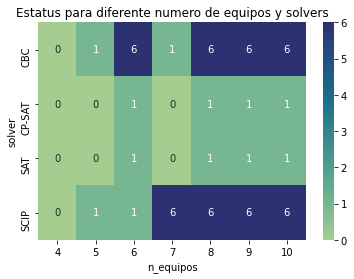 Estatus para diferente numero de equipos y solvers
CBC 0 1 6 1 6 6 6
CP-SAT 0 0 1 0 1 1 1
SAT 0 0 1 0 1 1 1
SCIP 0 1 1 6 6 6 6
4 5 6 7 8 9 10
n_equipos
solver
6
5
4
3
2
1
0